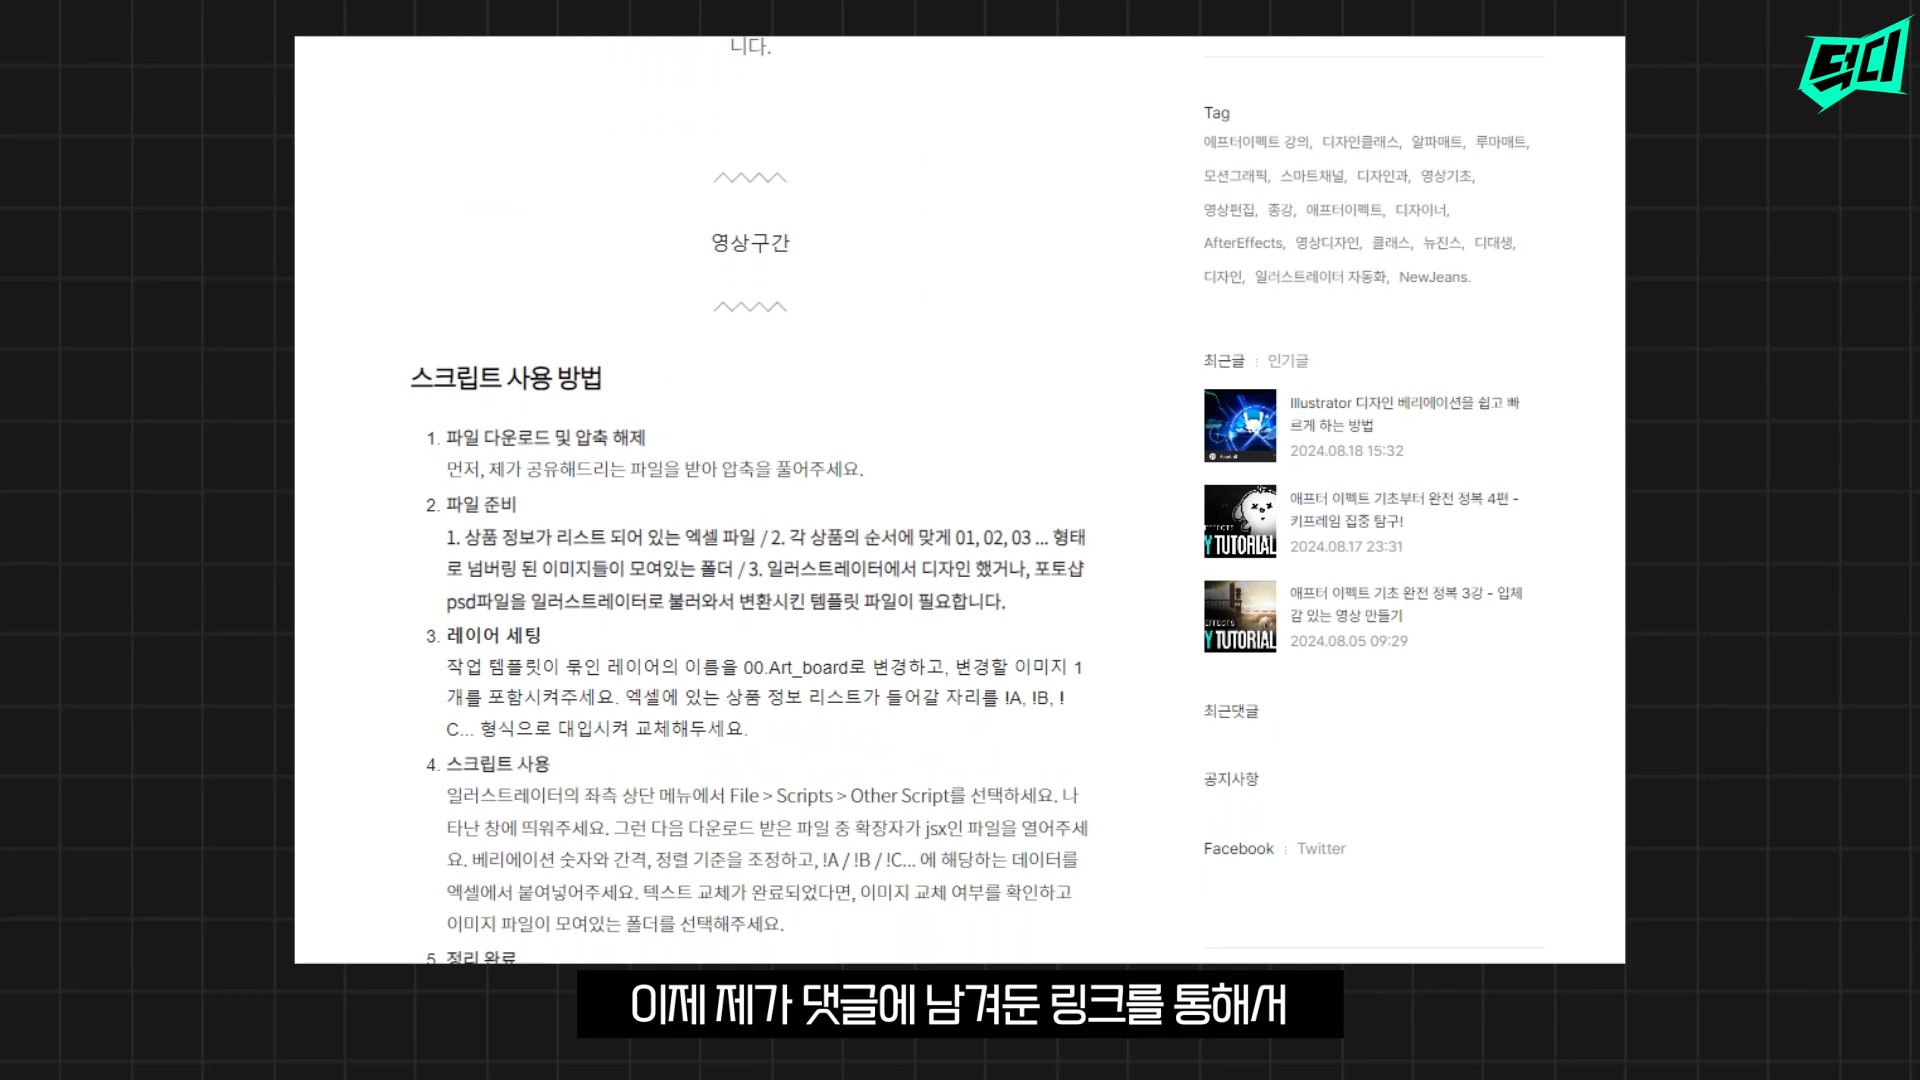 니다.
영상구간
스크립트 사용 방법
1. 파일 다운로드 및 압축 해제
먼저, 제가 공유해드리는 파일을 받아 압축을 풀어주세요.
2. 파일 준비
1. 상품 정보가 리스트 되어 있는 엑셀 파일 / 2. 각 상품의 순서에 맞게 01, 02, 03 ... 형태
로 넘버링 된 이미지들이 모여있는 폴더 / 3. 일러스트레이터에서 디자인 했거나, 포토샵
psd파일을 일러스트레이터로 불러와서 변환시킨 템플릿 파일이 필요합니다.
3. 레이어 세팅
작업 템플릿이 묶인 레이어의 이름을 00.Art_board로 변경하고, 변경할 이미지 1
개를 포함시켜주세요. 엑셀에 있는 상품 정보 리스트가 들어갈 자리를 !A, !B, !
C... 형식으로 대입시켜 교체해두세요.
4. 스크립트 사용
일러스트레이터의 좌측 상단 메뉴에서 File > Scripts > Other Script를 선택하세요. 나
타난 창에 띄워주세요. 그런 다음 다운로드 받은 파일 중 확장자가 jsx인 파일을 열어주세
요. 베리에이션 숫자와 간격, 정렬 기준을 조정하고, !A / !B / !C... 에 해당하는 데이터를
엑셀에서 붙여넣어주세요. 텍스트 교체가 완료되었다면, 이미지 교체 여부를 확인하고
이미지 파일이 모여있는 폴더를 선택해주세요.
5. 정리 완료
Tag
에프터이펙트 강의, 디자인클래스, 알파매트, 루마매트,
모션그래픽, 스마트채널, 디자인과, 영상기초,
영상편집, 종강, 애프터이펙트, 디자이너,
AfterEffects, 영상디자인, 클래스, 뉴진스, 디대생,
디자인, 일러스트레이터 자동화, NewJeans.
최근글 인기글
Illustrator 디자인 베리에이션을 쉽고 빠
르게 하는 방법
2024.08.18 15:32
애프터 이펙트 기초부터 완전 정복 4편 -
키프레임 집중 탐구!
2024.08.17 23:31
EFFECTS
Y TUTORIAL
애프터 이펙트 기초 완전 정복 3강 - 입체
감 있는 영상 만들기
2024.08.05 09:29
EFFECTS
Y TUTORIAL
최근댓글
공지사항
Facebook Twitter
이제 제가 댓글에 남겨둔 링크를 통해서